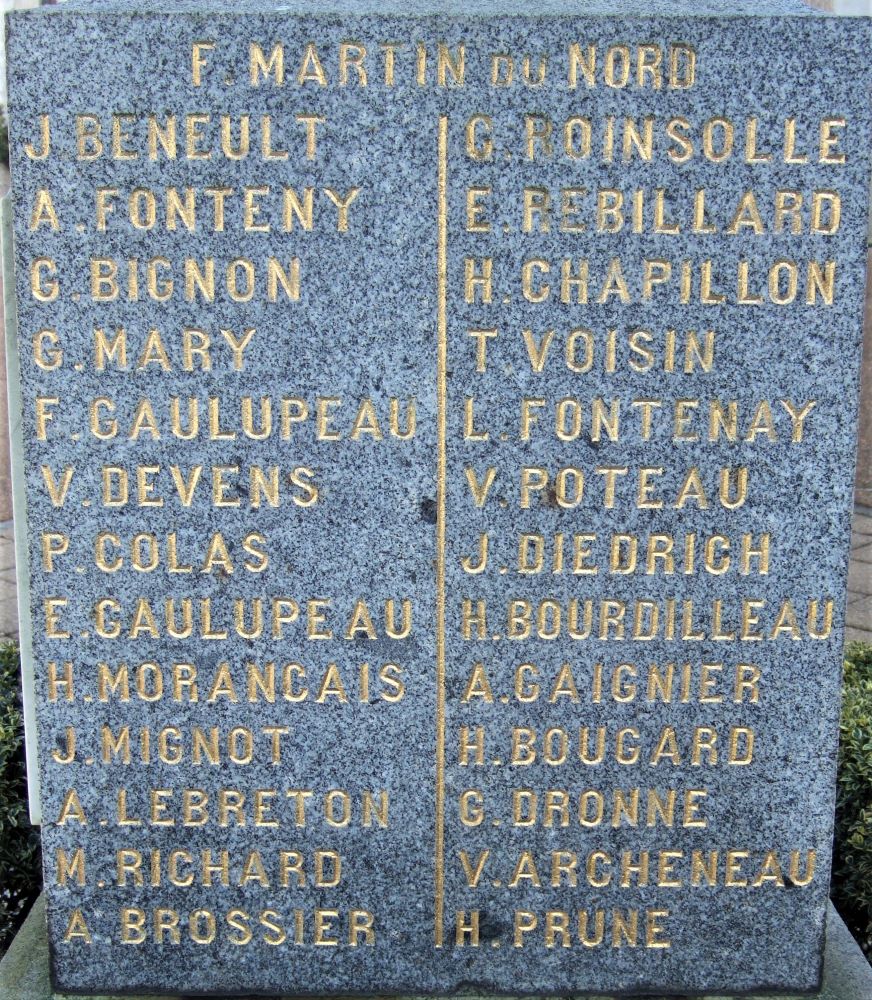 F. MARTIN DU NORD
J. BENEULT
A. FONTENY
G. BIGNON
G. MARY
F. GAULUPEAU
V. DEVENS
P. COLAS
E. GAULUPEAU
H. MORANCAIS
J. MIGNOT
A. LEBRETON
M. RICHARD
A. BROSSIER
G. ROINSOLLE
E. REBILLARD
H. CHAPILLON
T. VOISIN
L. FONTENAY
V. POTEAU
J. DIEDRICH
H. BOURDILLEAU
A. GAIGNIER
H. BOUGARD
G. DRONNE
V. ARCHENEAU
H. PRUNE